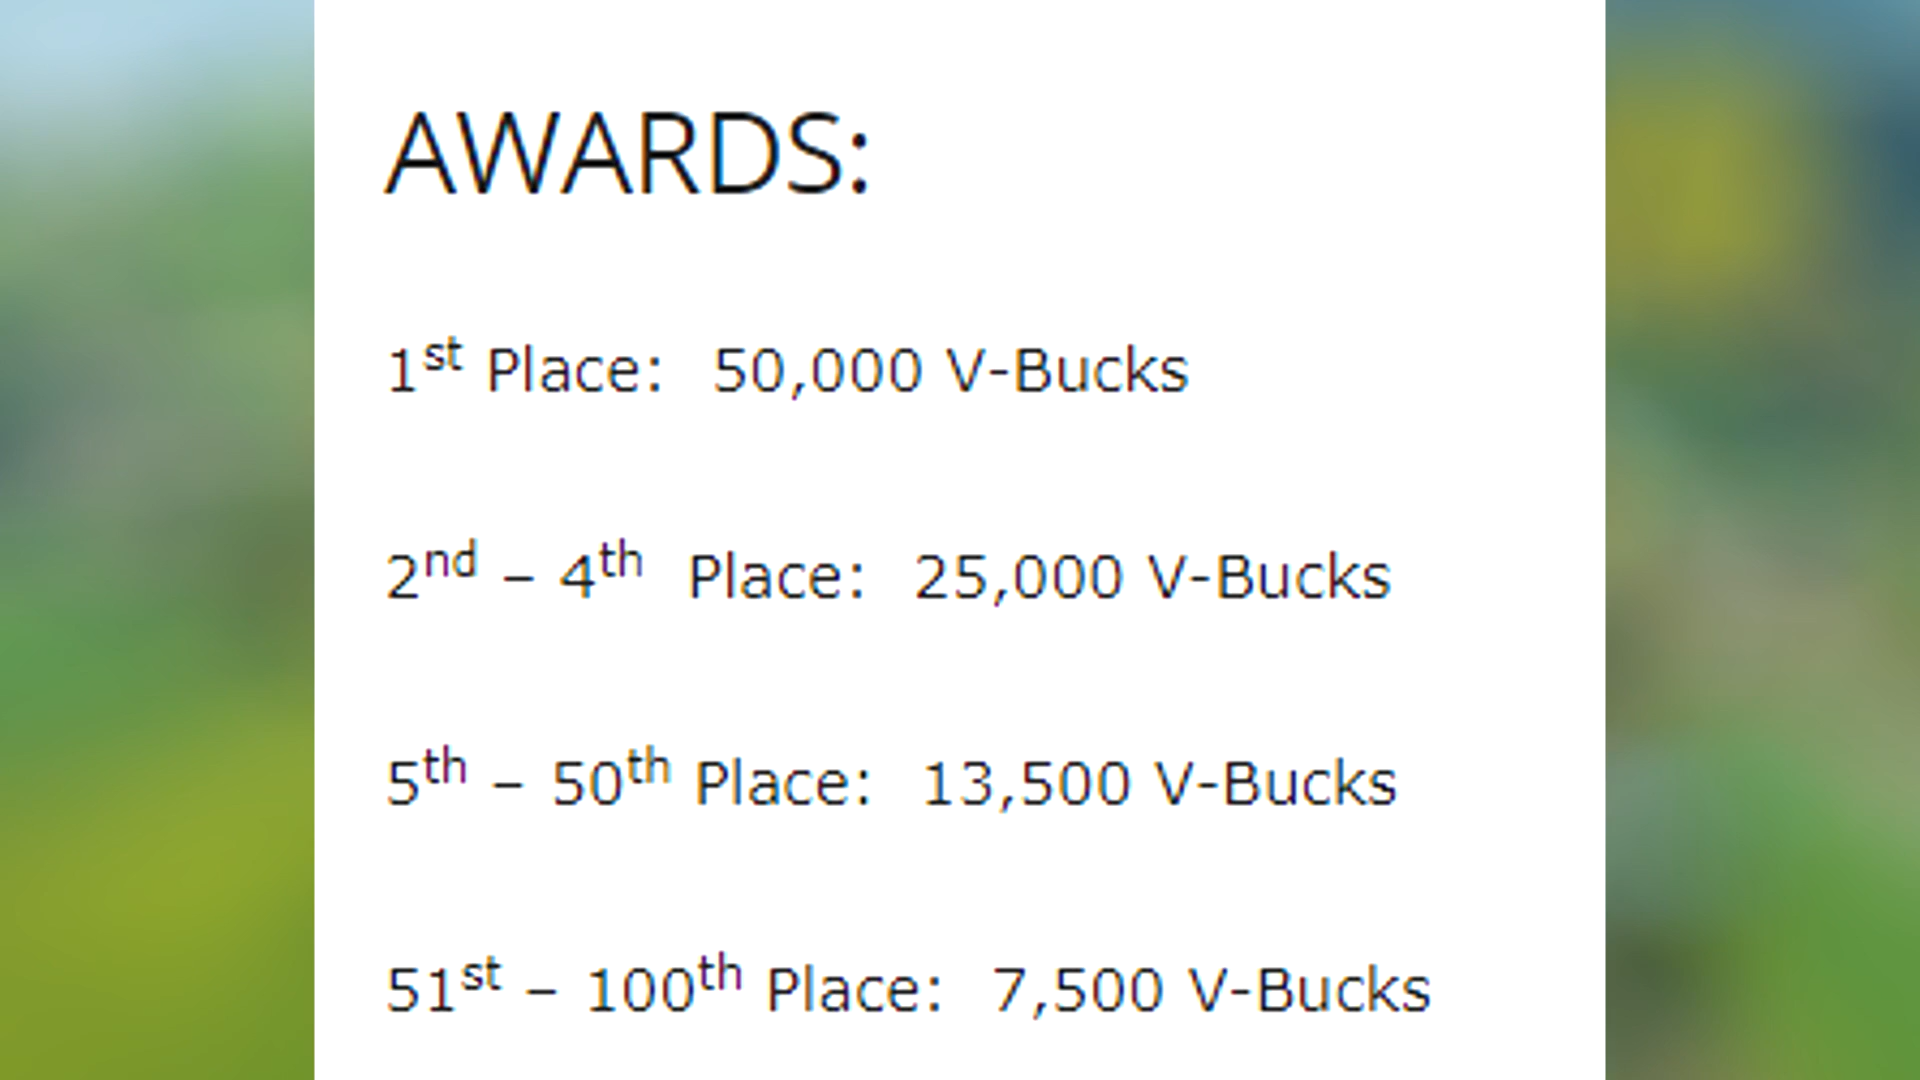 AWARDS:
1st Place:  50,000 V-Bucks
2nd – 4th  Place:  25,000 V-Bucks
5th – 50th Place:  13,500 V-Bucks
51st – 100th Place:  7,500 V-Bucks